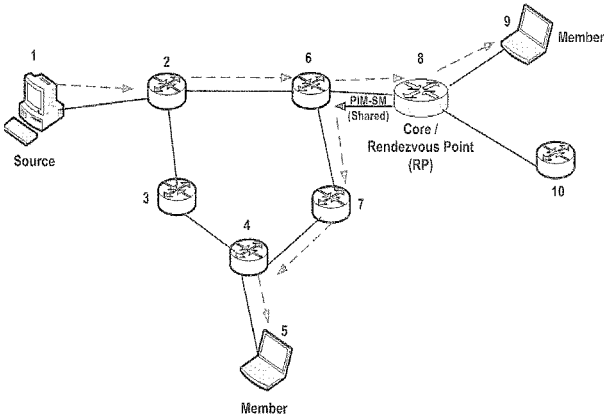 1
Source
2
6
8
9
Member
PIM-SM
(Shared)
Core /
Rendezvous Point
(RP)
10
3
7
4
5
Member